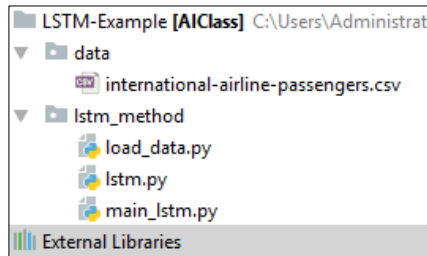 LSTM-Example [AIClass] C:\Users\Administrat
data
CSV international-airline-passengers.csv
lstm_method
load_data.py
lstm.py
main_lstm.py
External Libraries